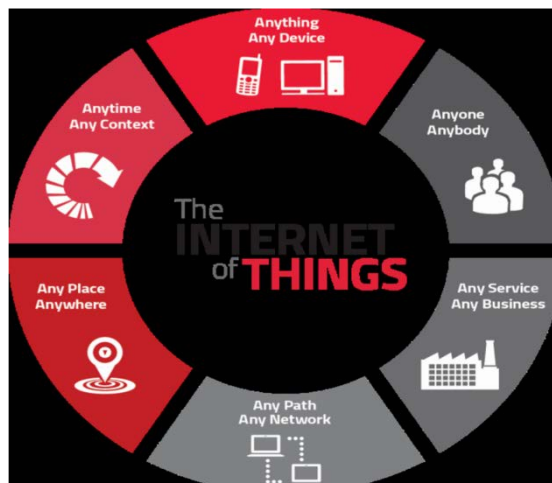 Anything
Any Device
Anytime
Any Context
Anyone
Anybody
The
INTERNET
of THINGS
Any Place
Anywhere
Any Service
Any Business
Any Path
Any Network